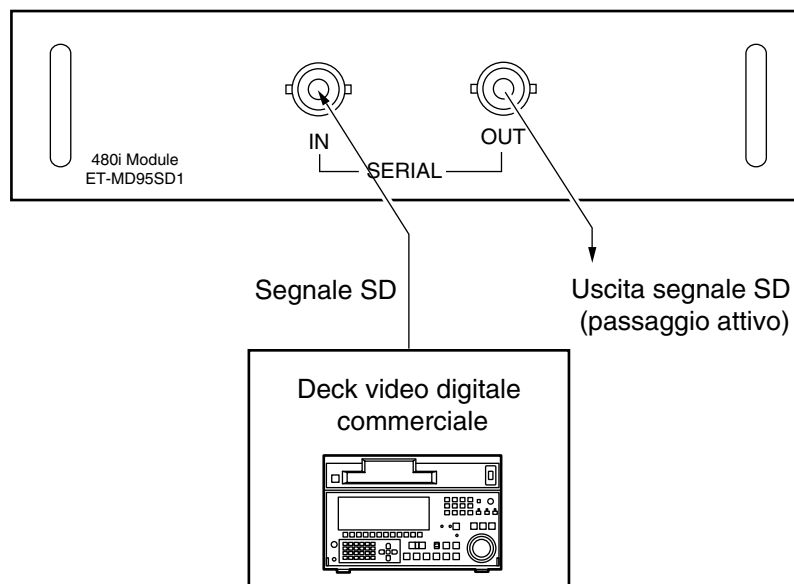 IN
OUT
SERIAL
480i Module
ET-MD95SD1
Segnale SD
Uscita segnale SD
(passaggio attivo)
Deck video digitale
commerciale